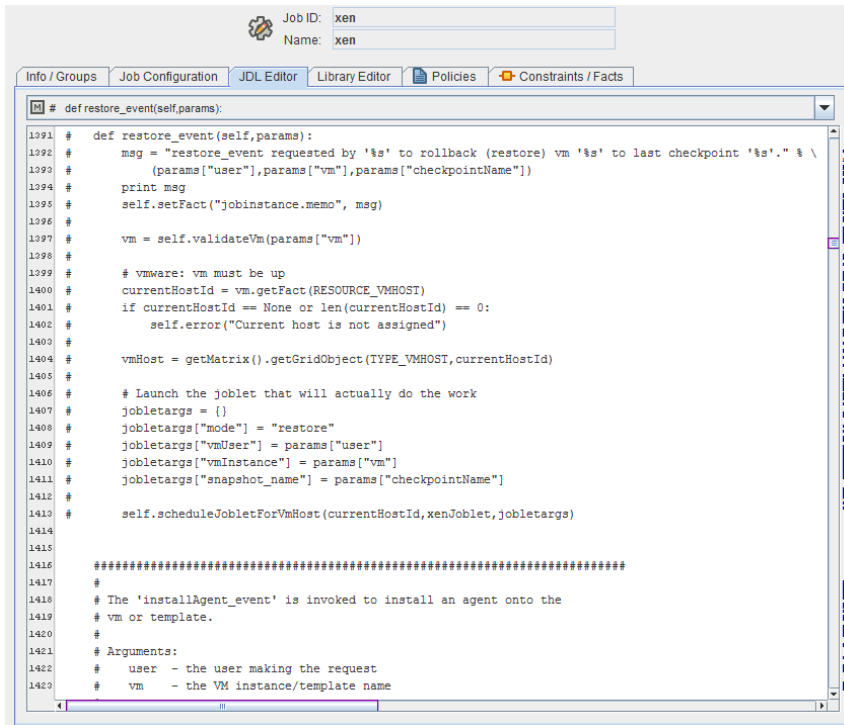 Job ID: xen
Name: xen
Info / Groups Job Configuration JDL Editor Library Editor Policies Constraints / Facts
M # def restore_event(self,params):
1391 # def restore_event(self,params):
1392 # msg = "restore_event requested by '%s' to rollback (restore) vm '%s' to last checkpoint '%s'." % \
1393 # (params["user"],params["vm"],params["checkpointName"])
1394 # print msg
1395 # self.setFact("jobinstance.memo", msg)
1396 #
1397 # vm = self.validateVm(params["vm"])
1398 #
1399 # # vmware: vm must be up
1400 # currentHostId = vm.getFact(RESOURCE_VMHOST)
1401 # if currentHostId == None or len(currentHostId) == 0:
1402 # self.error("Current host is not assigned")
1403 #
1404 # vmHost = getMatrix().getGridObject(TYPE_VMHOST,currentHostId)
1405 #
1406 # # Launch the joblet that will actually do the work
1407 # jobletargs = {}
1408 # jobletargs["mode"] = "restore"
1409 # jobletargs["vmUser"] = params["user"]
1410 # jobletargs["vmInstance"] = params["vm"]
1411 # jobletargs["snapshot_name"] = params["checkpointName"]
1412 #
1413 # self.scheduleJobletForVmHost(currentHostId,xenJoblet,jobletargs)
1414
1415
1416 ###########################################################################
1417 #
1418 # The 'installAgent_event' is invoked to install an agent onto the
1419 # vm or template.
1420 #
1421 # Arguments:
1422 # user - the user making the request
1423 # vm - the VM instance/template name